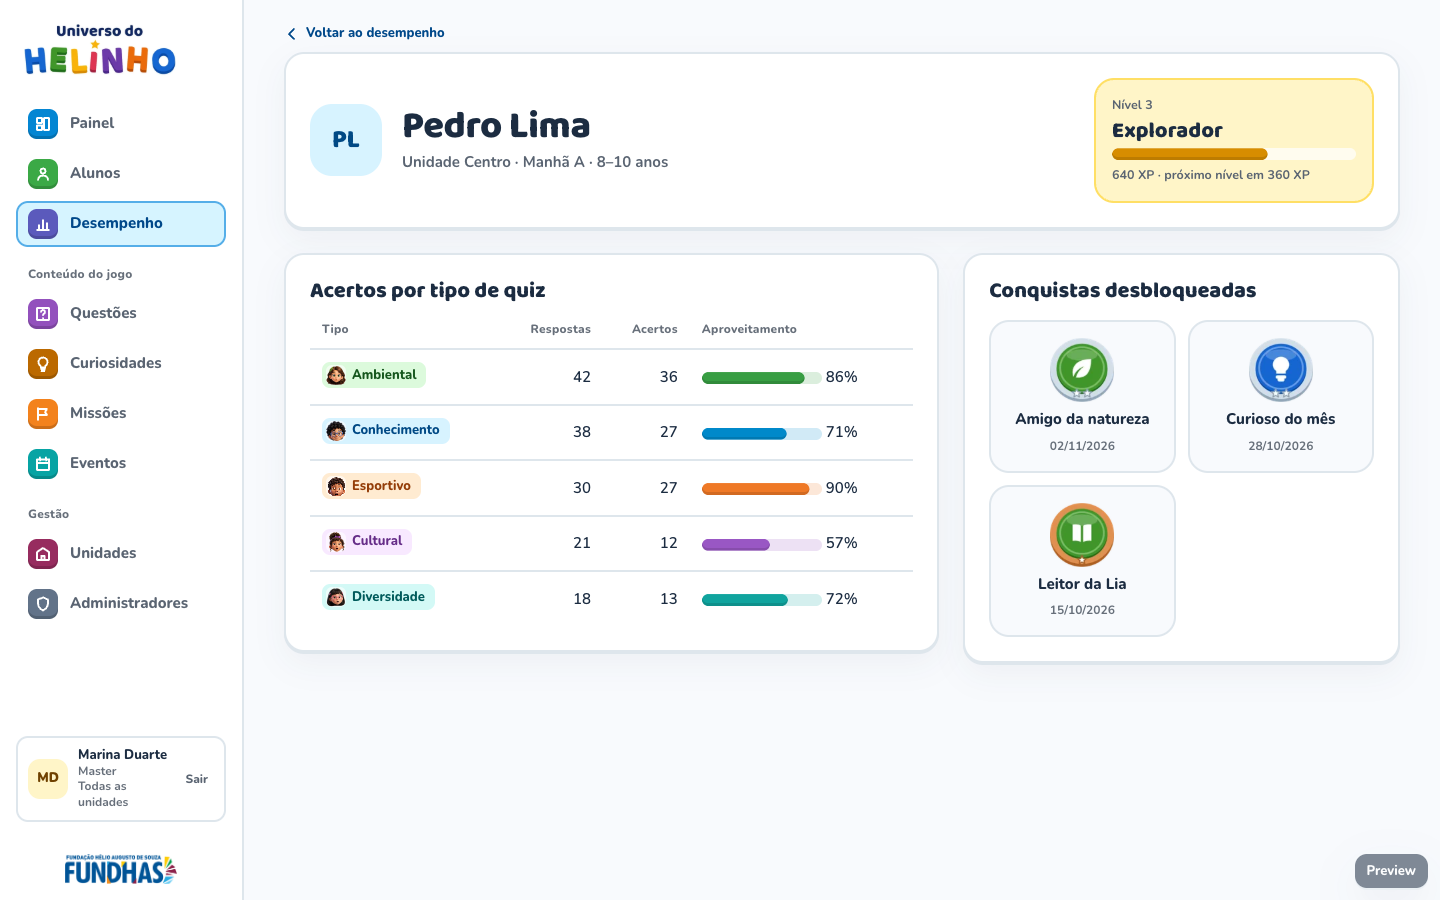 Universo do
HELINHO
Painel
Alunos
Desempenho
Conteúdo do jogo
Questões
Curiosidades
Missões
Eventos
Gestão
Unidades
Administradores
MD
Marina Duarte
Master
Todas as
unidades
Sair
FUNDAÇÃO HÉLIO AUGUSTO DE SOUZA
FUNDHAS
Voltar ao desempenho
PL
Pedro Lima
Unidade Centro · Manhã A · 8–10 anos
Nível 3
Explorador
640 XP · próximo nível em 360 XP
Acertos por tipo de quiz
Tipo Respostas Acertos Aproveitamento
Ambiental 42 36 86%
Conhecimento 38 27 71%
Esportivo 30 27 90%
Cultural 21 12 57%
Diversidade 18 13 72%
Conquistas desbloqueadas
Amigo da natureza
02/11/2026
Curioso do mês
28/10/2026
Leitor da Lia
15/10/2026
Preview